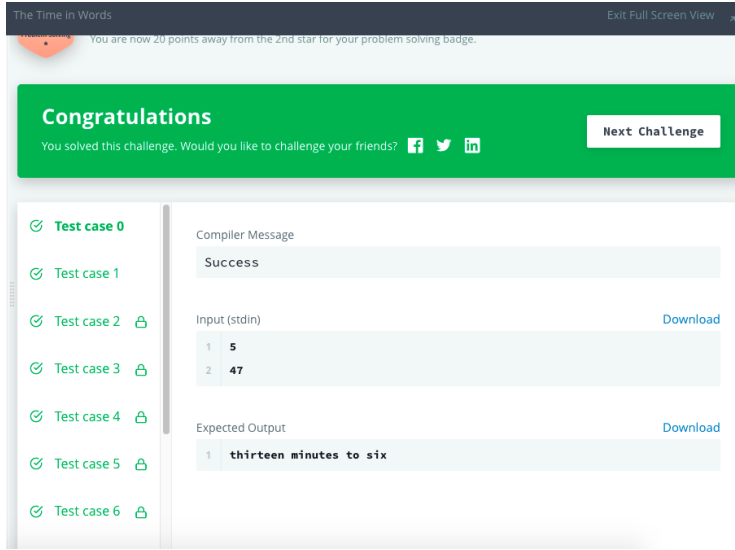 The Time in Words
Exit Full Screen View
You are now 20 points away from the 2nd star for your problem solving badge.
Congratulations
You solved this challenge. Would you like to challenge your friends?
Next Challenge
Test case 0
Test case 1
Test case 2
Test case 3
Test case 4
Test case 5
Test case 6
Compiler Message
Success
Input (stdin)
Download
1 5
2 47
Expected Output
Download
1 thirteen minutes to six